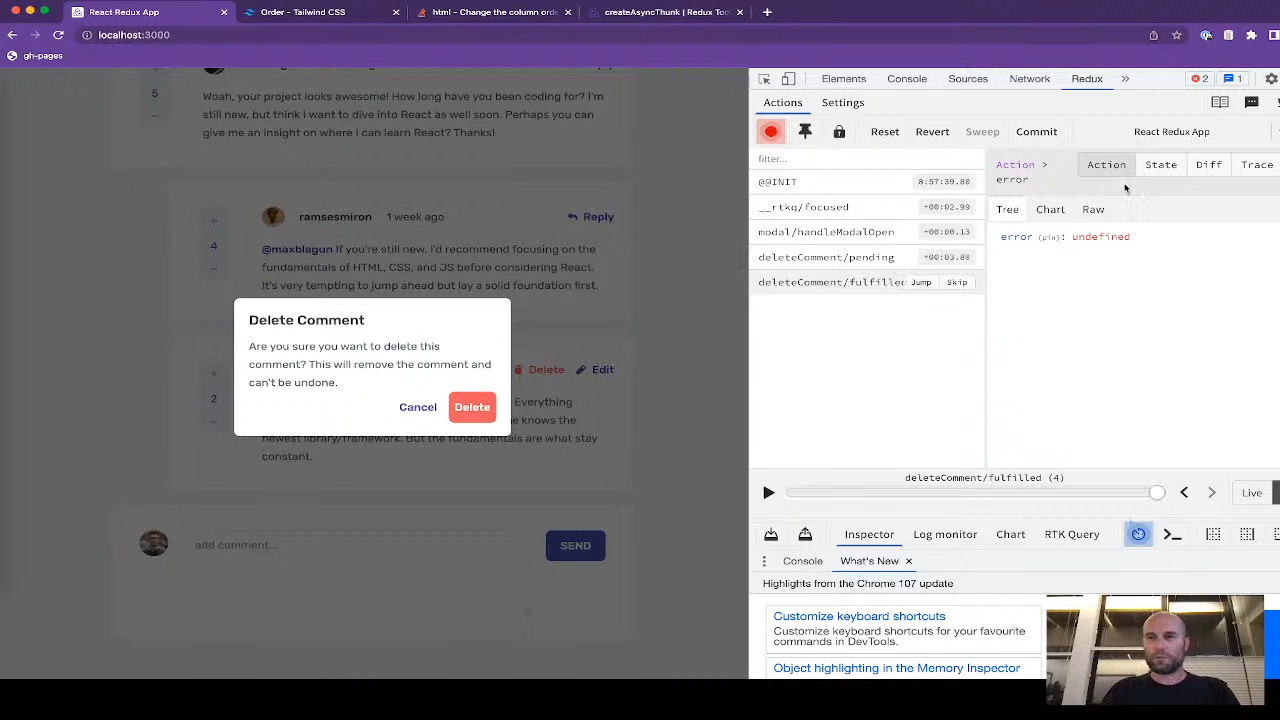 React Redux App
Order - Tailwind CSS
html - Change the column orde
createAsyncThunk | Redux Tool
localhost:3000
gh-pages
5
Woah, your project looks awesome! How long have you been coding for? I'm
still new, but think I want to dive into React as well soon. Perhaps you can
give me an insight on where I can learn React? Thanks!
ramsesmiron 1 week ago
Reply
4
@maxblagun If you're still new, I'd recommend focusing on the
fundamentals of HTML, CSS, and JS before considering React.
It's very tempting to jump ahead but lay a solid foundation first.
Delete Comment
Are you sure you want to delete this
comment? This will remove the comment and
can't be undone.
Cancel
Delete
Delete
Edit
2
Everything
knows the
newest library/framework. But the fundamentals are what stay
constant.
add comment...
SEND
Elements
Console
Sources
Network
Redux
2
1
Actions
Settings
Reset
Revert
Sweep
Commit
React Redux App
filter...
@@INIT
8:57:39.80
__rtkq/focused
+00:02.99
modal/handleModalOpen
+00:00.13
deleteComment/pending
+00:03.80
deleteComment/fulfilled
Jump
Skip
Action >
error
Action
State
Diff
Trace
Tree
Chart
Raw
error (pin): undefined
deleteComment/fulfilled (4)
Live
Inspector
Log monitor
Chart
RTK Query
Console
What's New
Highlights from the Chrome 107 update
Customize keyboard shortcuts
Customize keyboard shortcuts for your favourite
commands in DevTools.
Object highlighting in the Memory Inspector